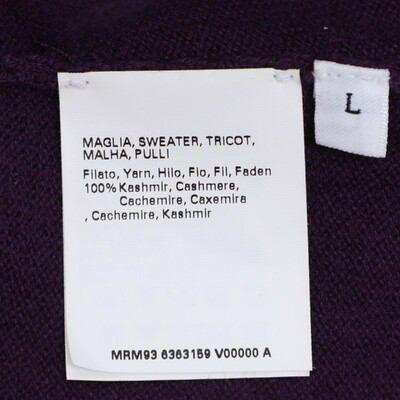 MAGLIA, SWEATER, TRICOT,
MALHA, PULLI
Filato, Yarn, Hilo, Flo, Fil, Faden
100% Kashmir, Cashmere,
Cachemire, Caxemira
, Cachemire, Kashmir
MRM93 6363159 V00000 A
L